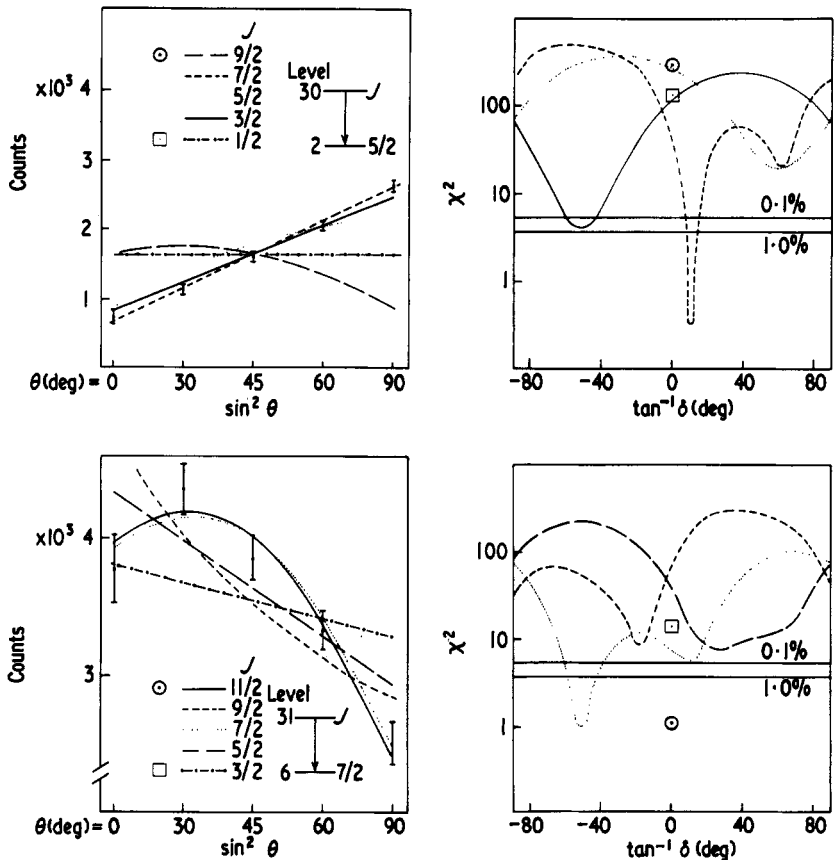 J
⊙ 9/2
7/2
×10³ 4
5/2
3/2
□ 1/2
Level
30 J
2 5/2
Counts
3
2
1
θ(deg) = 0 30 45 60 90
sin² θ
χ²
100
10
1
0·1%
1·0%
-80 -40 0 40 80
tan⁻¹ δ (deg)
×10³ 4
Counts
3
J
⊙ 11/2
9/2
7/2
5/2
□ 3/2
Level
31 J
6 7/2
θ(deg) = 0 30 45 60 90
sin² θ
χ²
100
10
1
0·1%
1·0%
-80 -40 0 40 80
tan⁻¹ δ (deg)